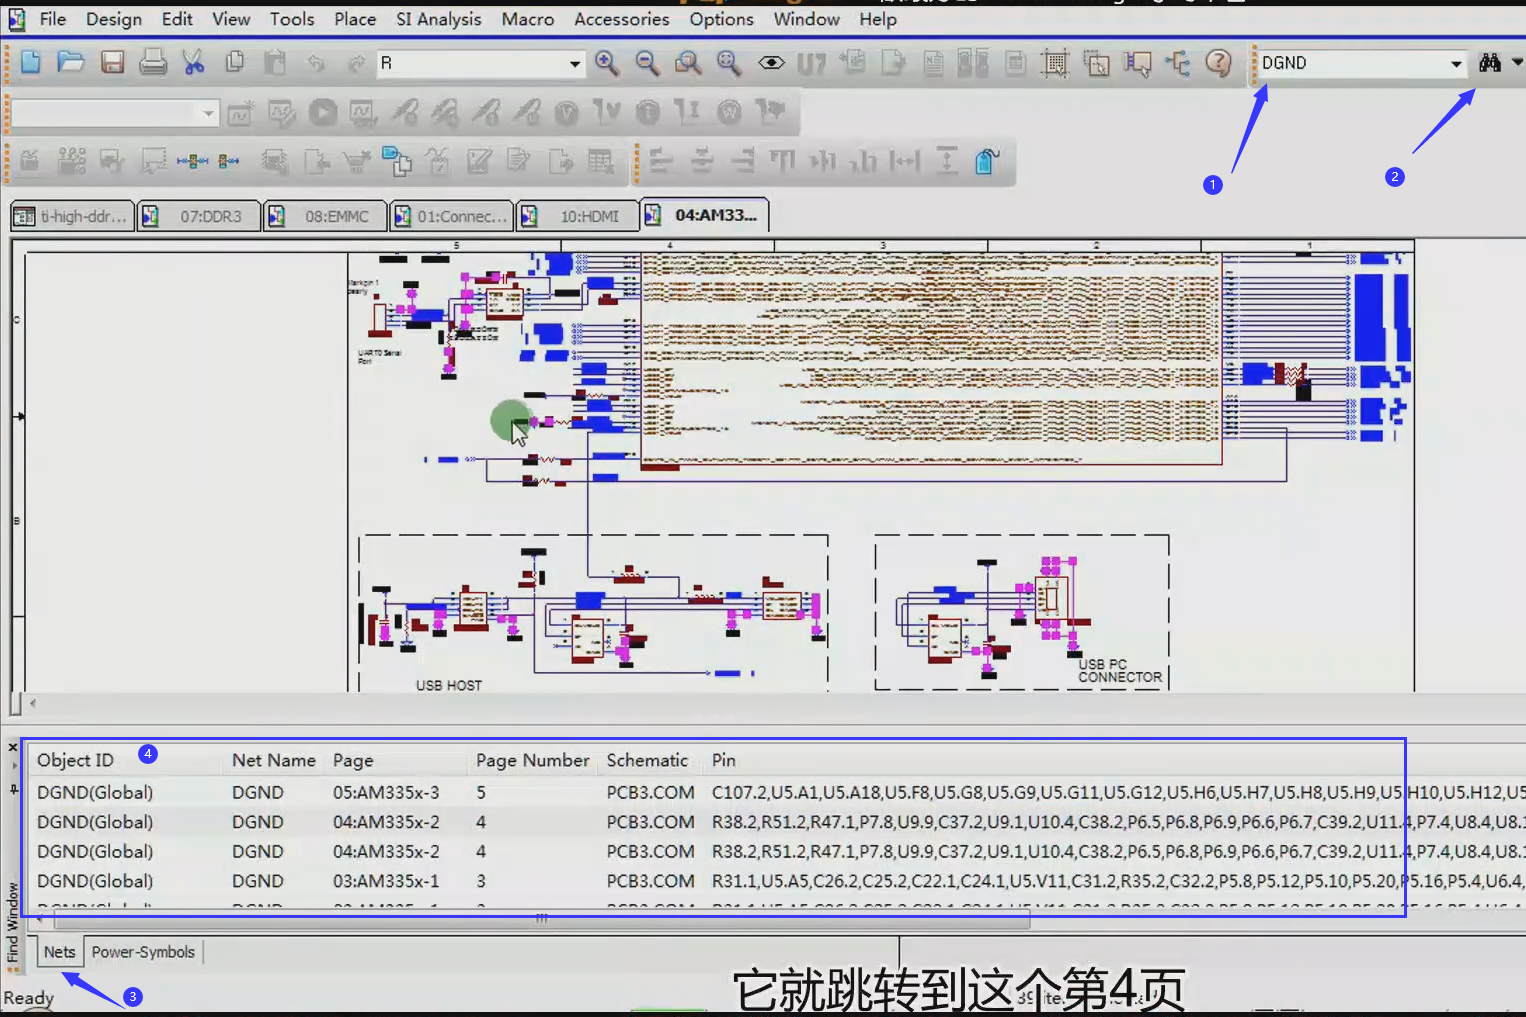 File Design Edit View Tools Place SI Analysis Macro Accessories Options Window Help
R
DGND
1
2
ti-high-ddr... 07:DDR3 08:EMMC 01:Connec... 10:HDMI 04:AM33...
5 4 3 2 1
C
UART0 Serial
Port
B
USB HOST
USB PC
CONNECTOR
4
Object ID Net Name Page Page Number Schematic Pin
DGND(Global) DGND 05:AM335x-3 5 PCB3.COM C107.2,U5.A1,U5.A18,U5.F8,U5.G8,U5.G9,U5.G11,U5.G12,U5.H6,U5.H7,U5.H8,U5.H9,U5.H10,U5.H12,U5
DGND(Global) DGND 04:AM335x-2 4 PCB3.COM R38.2,R51.2,R47.1,P7.8,U9.9,C37.2,U9.1,U10.4,C38.2,P6.5,P6.8,P6.9,P6.6,P6.7,C39.2,U11.4,P7.4,U8.4,U8.1
DGND(Global) DGND 04:AM335x-2 4 PCB3.COM R38.2,R51.2,R47.1,P7.8,U9.9,C37.2,U9.1,U10.4,C38.2,P6.5,P6.8,P6.9,P6.6,P6.7,C39.2,U11.4,P7.4,U8.4,U8.1
DGND(Global) DGND 03:AM335x-1 3 PCB3.COM R31.1,U5.A5,C26.2,C25.2,C22.1,C24.1,U5.V11,C31.2,R35.2,C32.2,P5.8,P5.12,P5.10,P5.20,P5.16,P5.4,U6.4,
Find Window
Nets Power-Symbols
3
Ready
它就跳转到这个第4页